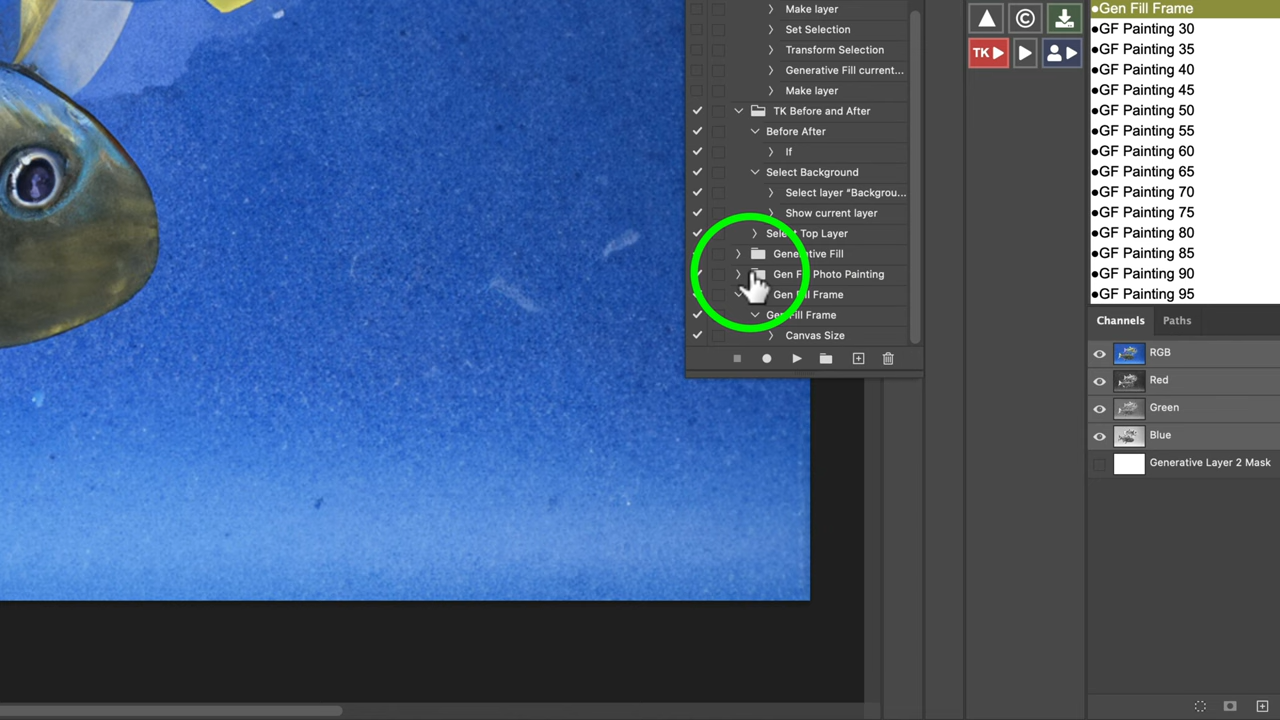 Make layer
Set Selection
Transform Selection
Generative Fill current...
Make layer
TK Before and After
Before After
If
Select Background
Select layer “Backgrou...
Show current layer
Select Top Layer
Generative Fill
Gen Fill Photo Painting
Gen Fill Frame
Gen Fill Frame
Canvas Size
©
TK
●Gen Fill Frame
●GF Painting 30
●GF Painting 35
●GF Painting 40
●GF Painting 45
●GF Painting 50
●GF Painting 55
●GF Painting 60
●GF Painting 65
●GF Painting 70
●GF Painting 75
●GF Painting 80
●GF Painting 85
●GF Painting 90
●GF Painting 95
Channels Paths
RGB
Red
Green
Blue
Generative Layer 2 Mask